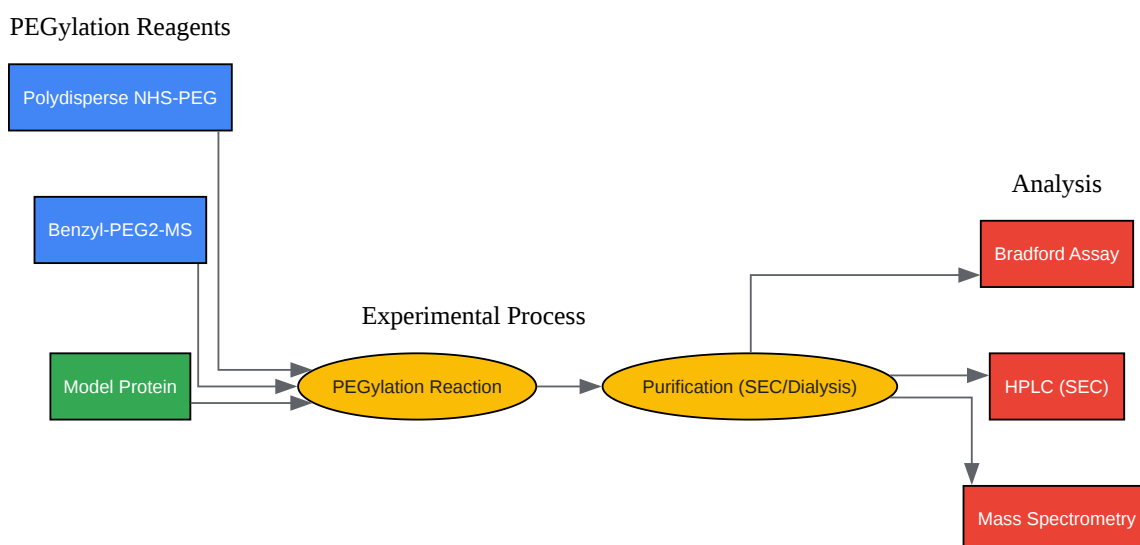 PEGylation Reagents
Polydisperse NHS-PEG
Benzyl-PEG2-MS
Model Protein
Experimental Process
PEGylation Reaction
Purification (SEC/Dialysis)
Analysis
Bradford Assay
HPLC (SEC)
Mass Spectrometry